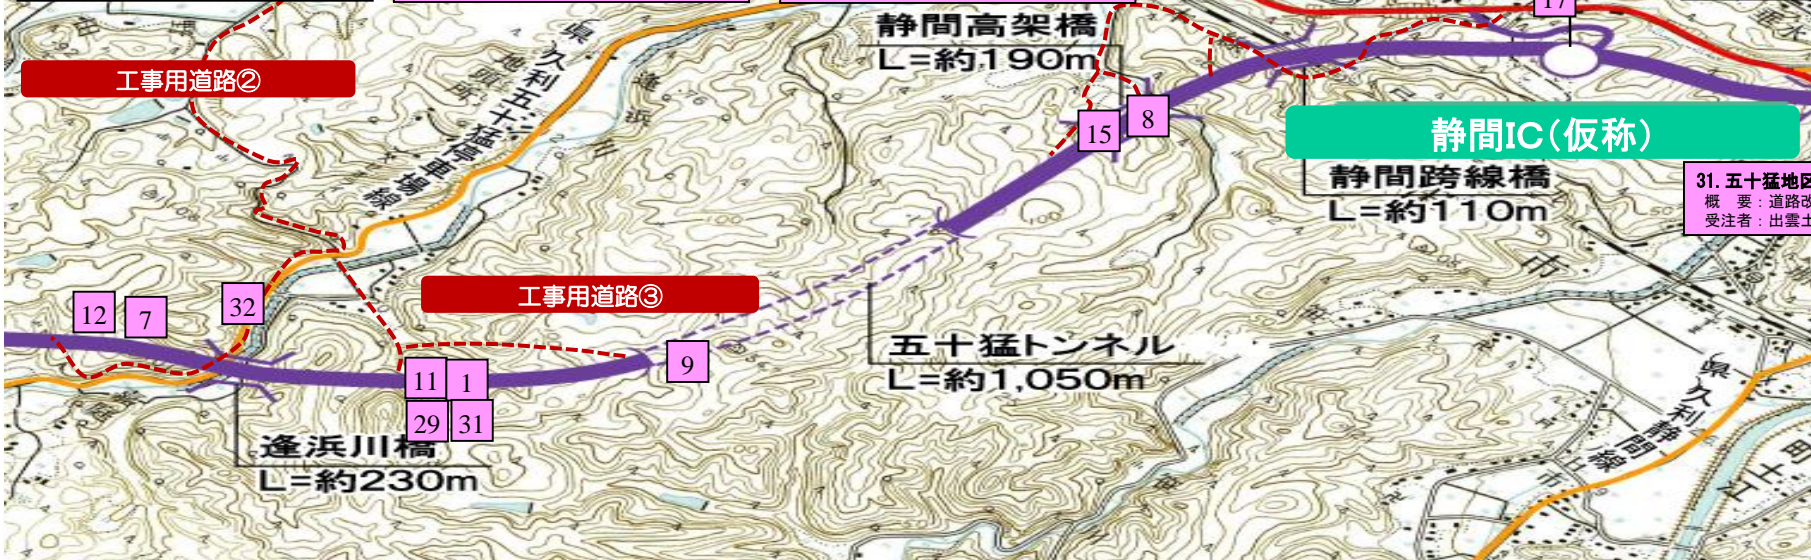 17
静間高架橋
L=約190m
工事用道路②
県久利五十猛停車場線
15
8
静間IC(仮称)
静間跨線橋
L=約110m
31. 五十猛地区
概　要：道路改
受注者：出雲土
12
7
32
工事用道路③
9
五十猛トンネル
L=約1,050m
11
1
29
31
逢浜川橋
L=約230m
県久利静間線
市